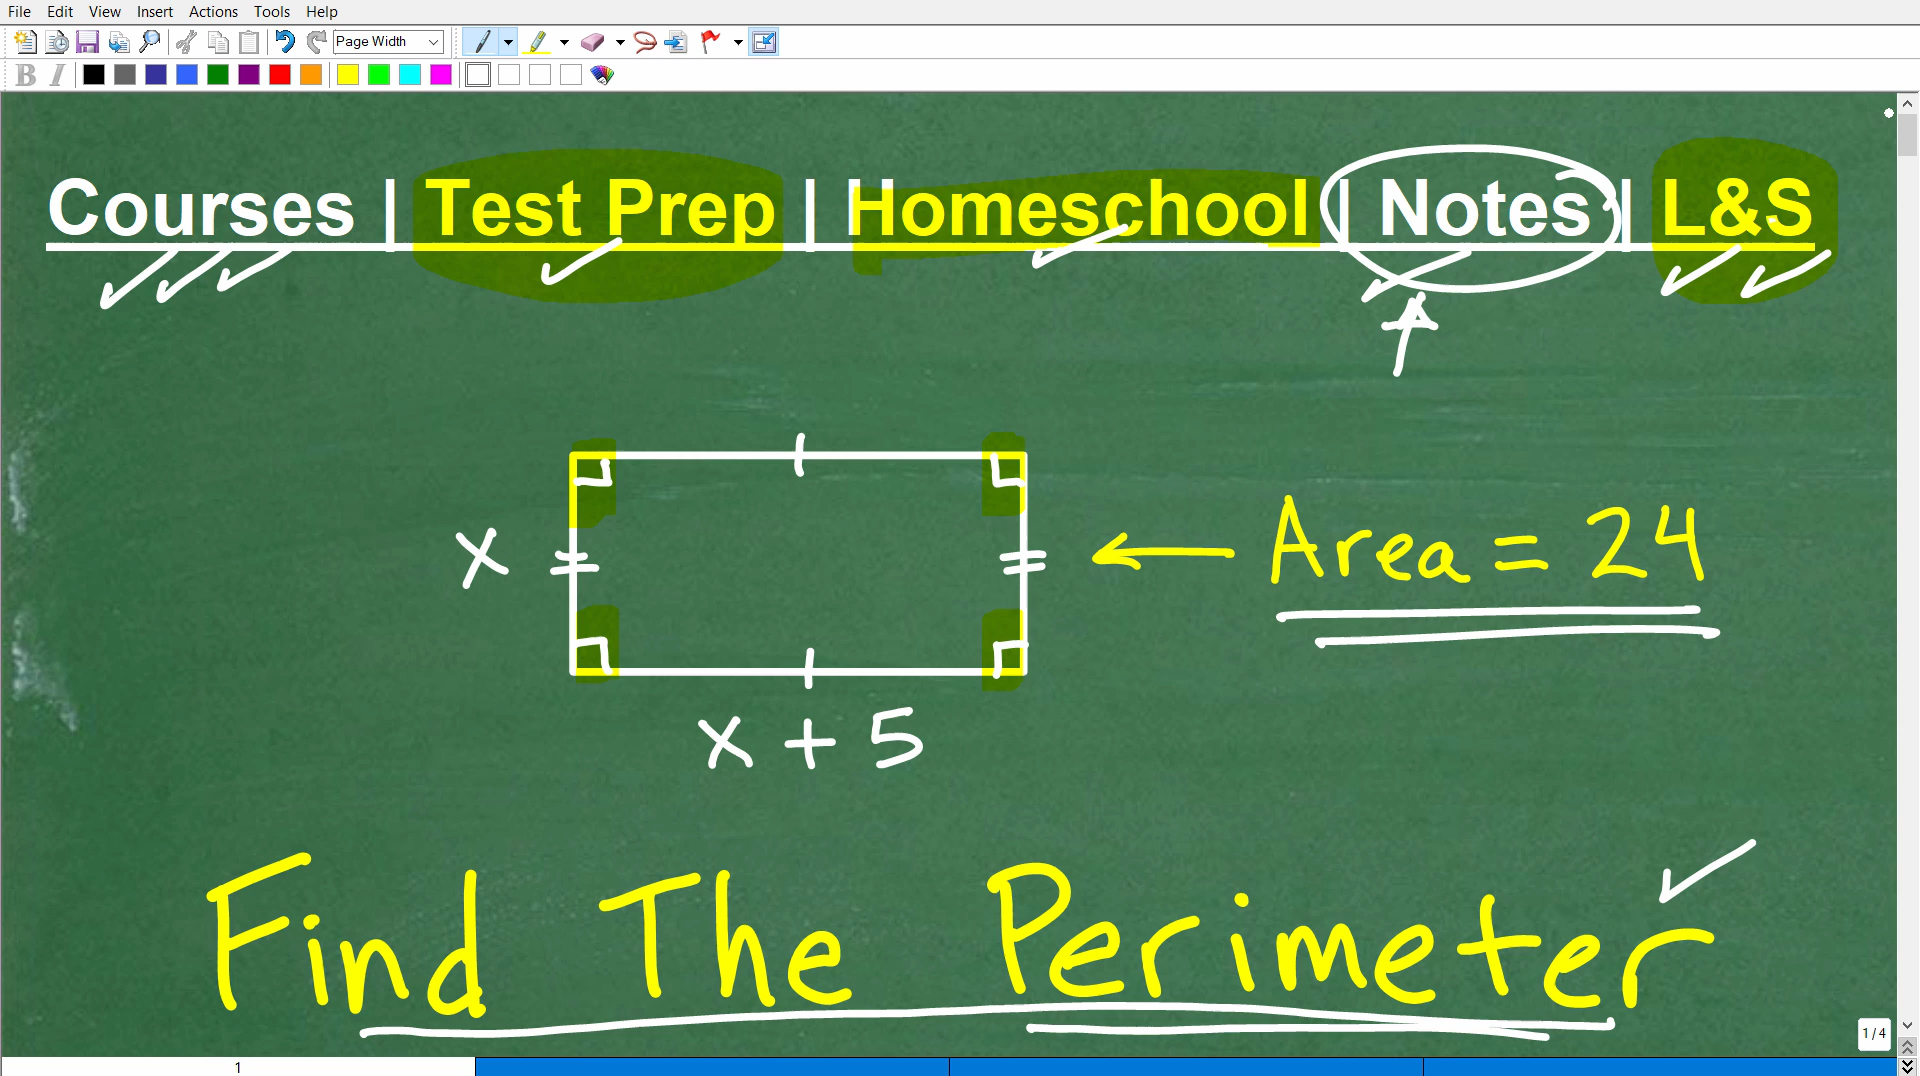 File Edit View Insert Actions Tools Help
Page Width
B I
Courses | Test Prep | Homeschool | Notes | L&S
x
Area = 24
x + 5
Find The Perimeter
1 / 4
1